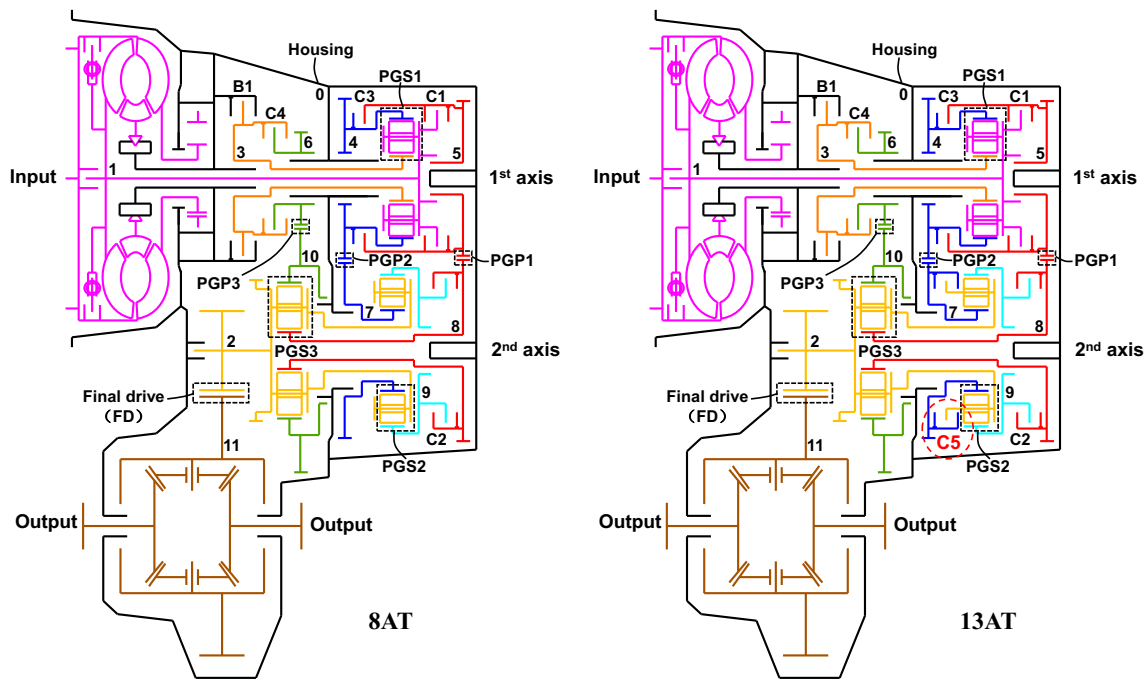 Housing
PGS1
B1
0
C3
C1
C4
6
4
3
5
1
Input
1st axis
10
PGP2
PGP1
PGP3
7
8
2
PGS3
2nd axis
Final drive
(FD)
9
C2
11
PGS2
Output
Output
8AT
Housing
PGS1
B1
0
C3
C1
C4
6
4
3
5
1
Input
1st axis
10
PGP2
PGP1
PGP3
7
8
2
PGS3
2nd axis
Final drive
(FD)
9
C5
C2
11
PGS2
Output
Output
13AT